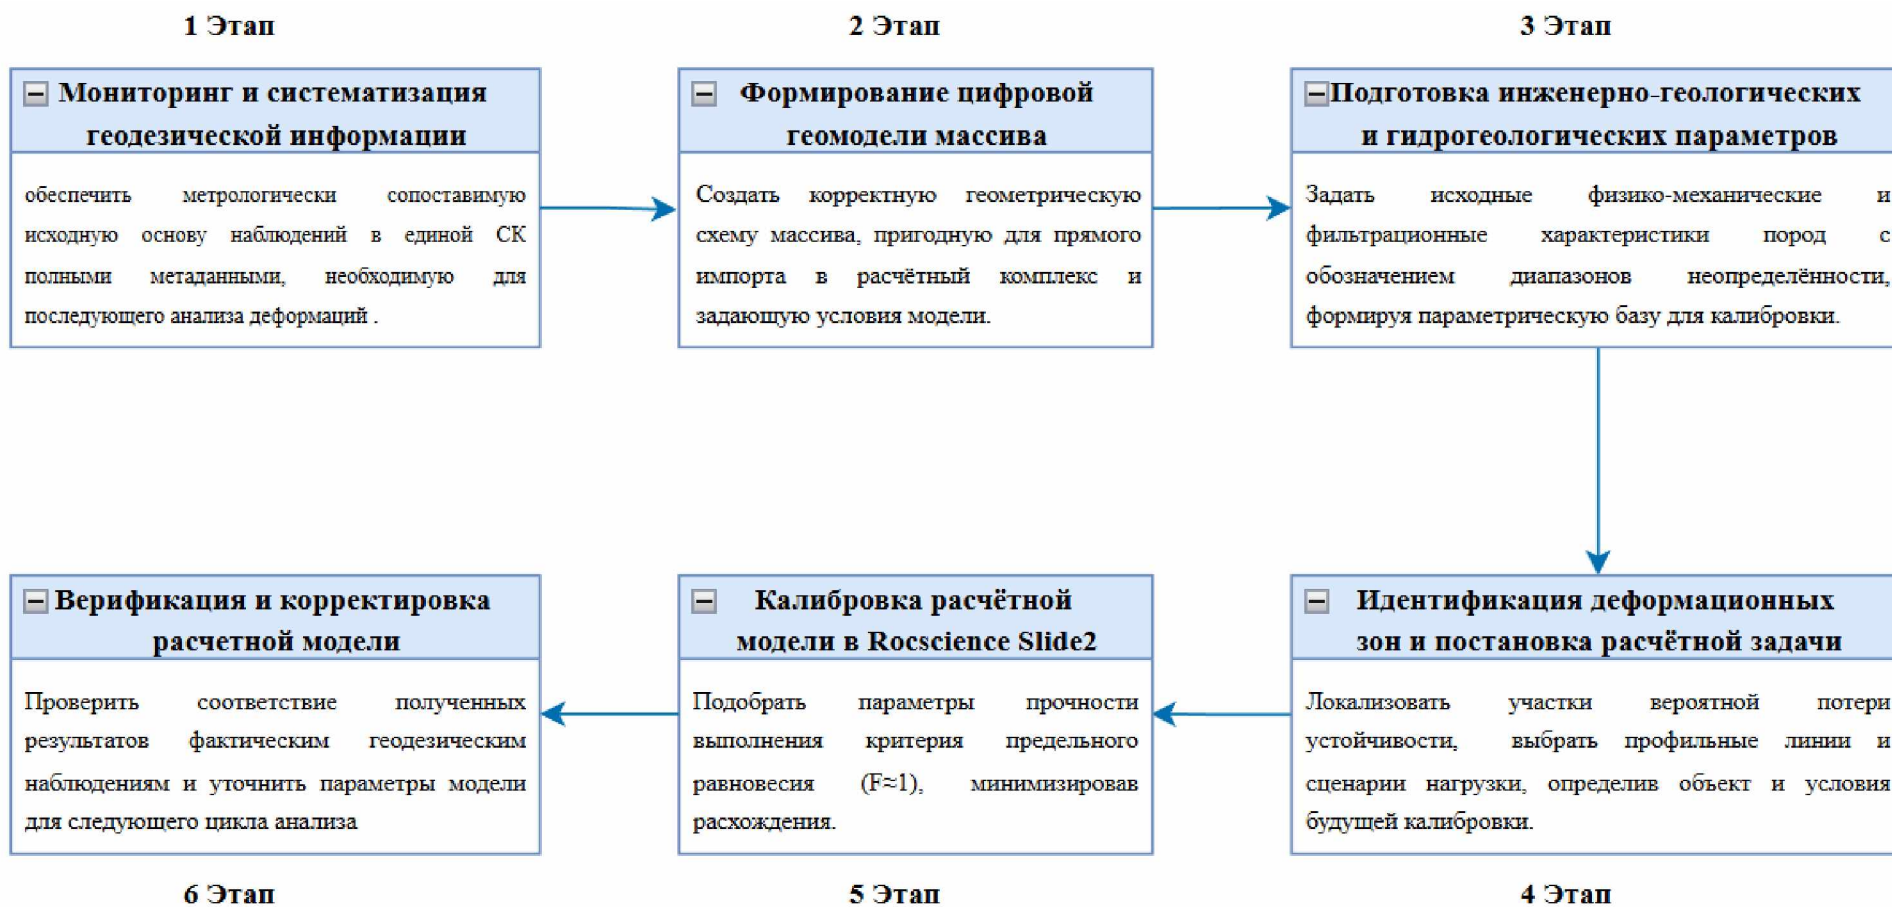 1 Этап
Мониторинг и систематизация
геодезической информации
обеспечить метрологически сопоставимую
исходную основу наблюдений в единой СК
полными метаданными, необходимую для
последующего анализа деформаций .
2 Этап
Формирование цифровой
геомодели массива
Создать корректную геометрическую
схему массива, пригодную для прямого
импорта в расчётный комплекс и
задающую условия модели.
3 Этап
Подготовка инженерно-геологических
и гидрогеологических параметров
Задать исходные физико-механические и
фильтрационные характеристики пород с
обозначением диапазонов неопределённости,
формируя параметрическую базу для калибровки.
Идентификация деформационных
зон и постановка расчётной задачи
Локализовать участки вероятной потери
устойчивости, выбрать профильные линии и
сценарии нагрузки, определив объект и условия
будущей калибровки.
4 Этап
Калибровка расчётной
модели в Rocscience Slide2
Подобрать параметры прочности
выполнения критерия предельного
равновесия (F≈1), минимизировав
расхождения.
5 Этап
Верификация и корректировка
расчетной модели
Проверить соответствие полученных
результатов фактическим геодезическим
наблюдениям и уточнить параметры модели
для следующего цикла анализа
6 Этап